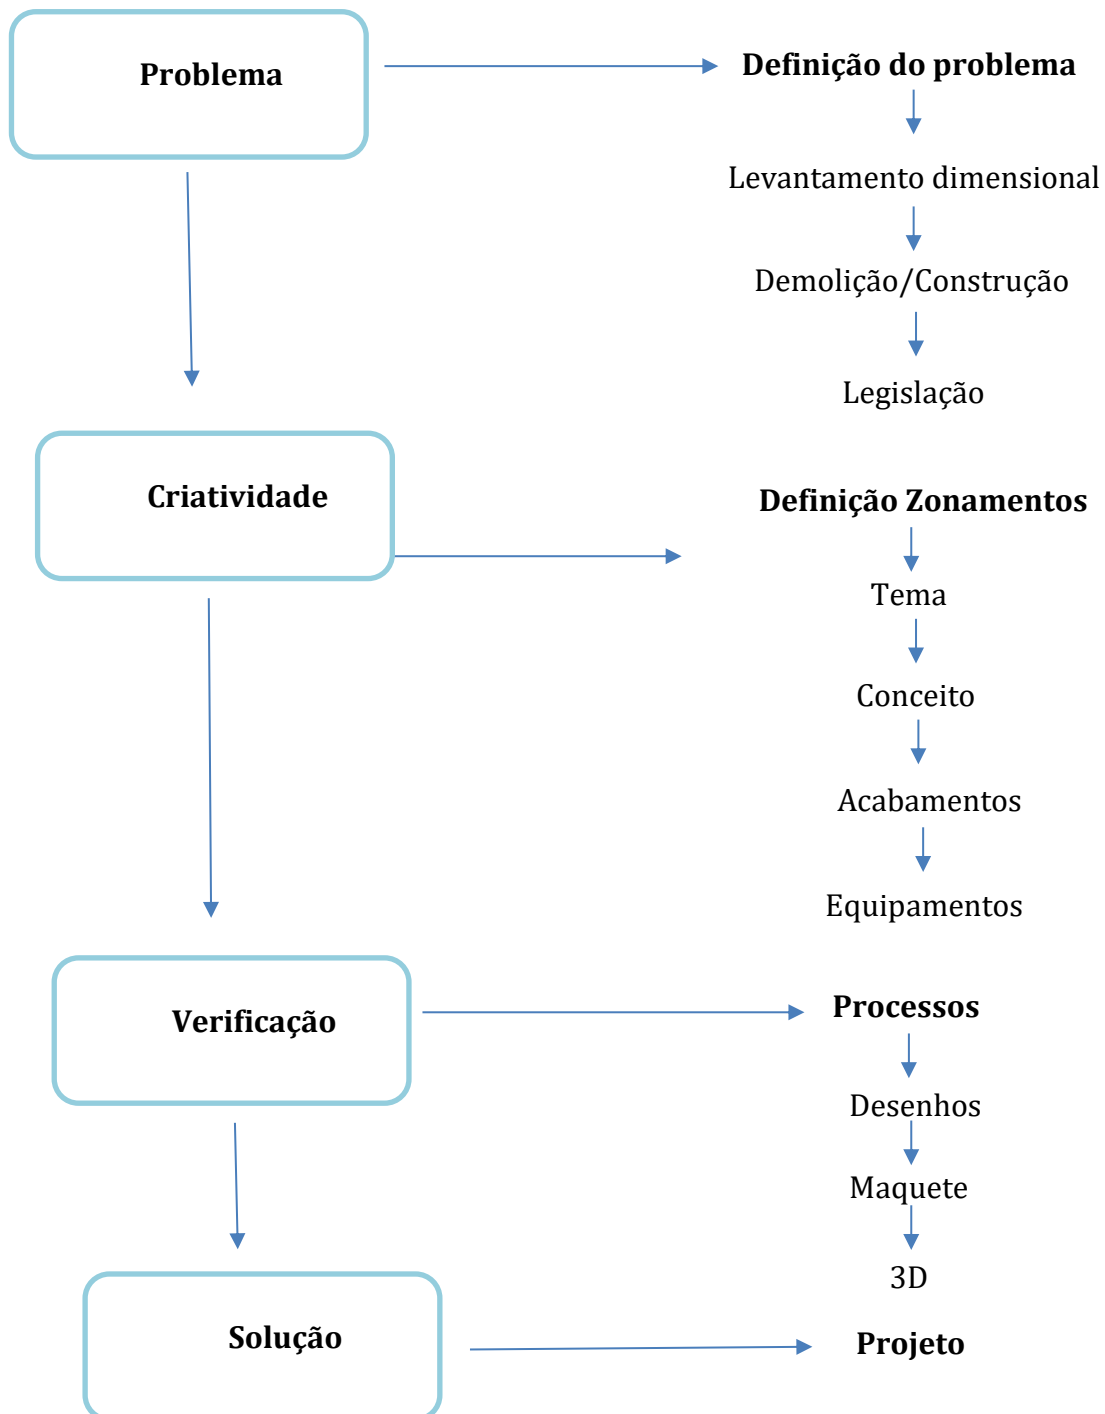 Problema
Definição do problema
Levantamento dimensional
Demolição/Construção
Legislação
Criatividade
Definição Zonamentos
Tema
Conceito
Acabamentos
Equipamentos
Verificação
Processos
Desenhos
Maquete
3D
Solução
Projeto